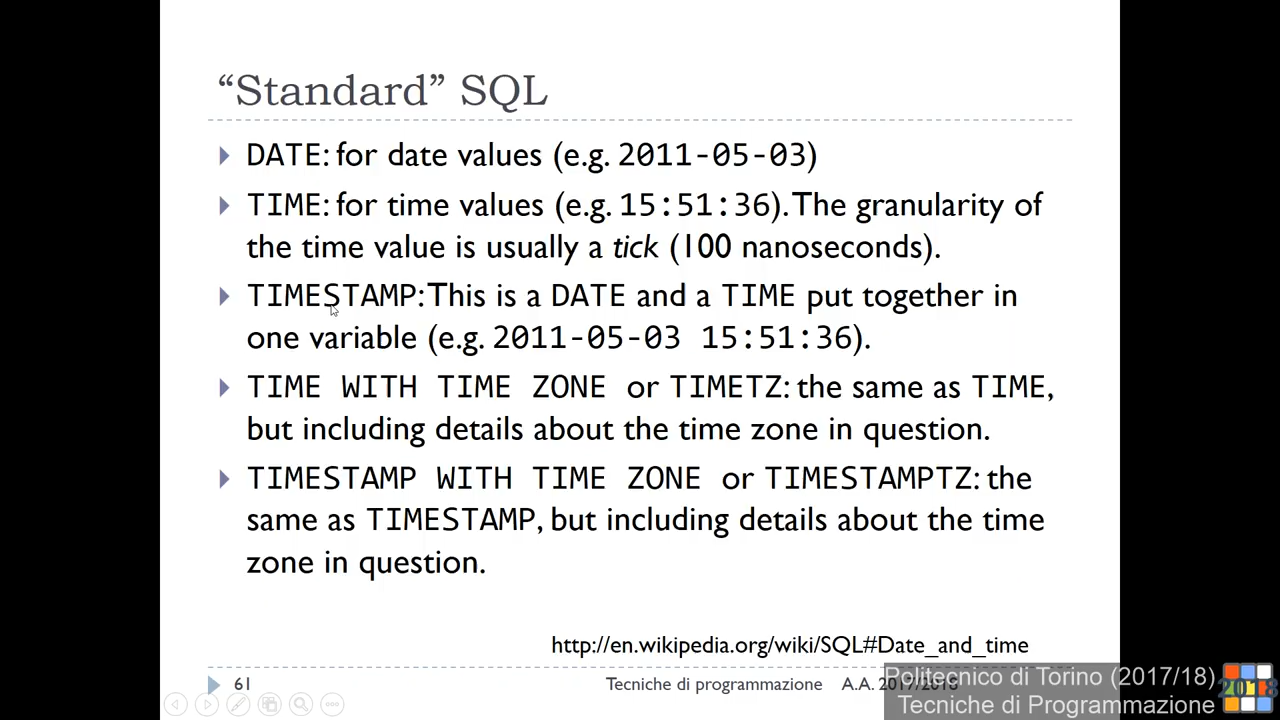 “Standard” SQL
DATE: for date values (e.g. 2011-05-03)
TIME: for time values (e.g. 15:51:36). The granularity of
the time value is usually a tick (100 nanoseconds).
TIMESTAMP: This is a DATE and a TIME put together in
one variable (e.g. 2011-05-03 15:51:36).
TIME WITH TIME ZONE or TIMETZ: the same as TIME,
but including details about the time zone in question.
TIMESTAMP WITH TIME ZONE or TIMESTAMPTZ: the
same as TIMESTAMP, but including details about the time
zone in question.
http://en.wikipedia.org/wiki/SQL#Date_and_time
61
Tecniche di programmazione A.A. 2017/2018
Politecnico di Torino (2017/18)
Tecniche di Programmazione
2018